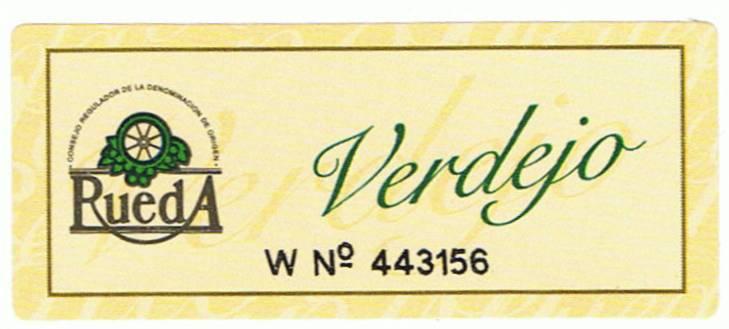 CONSEJO REGULADOR DE LA DENOMINACIÓN DE ORIGEN
RuedA
Verdejo
W Nº 443156